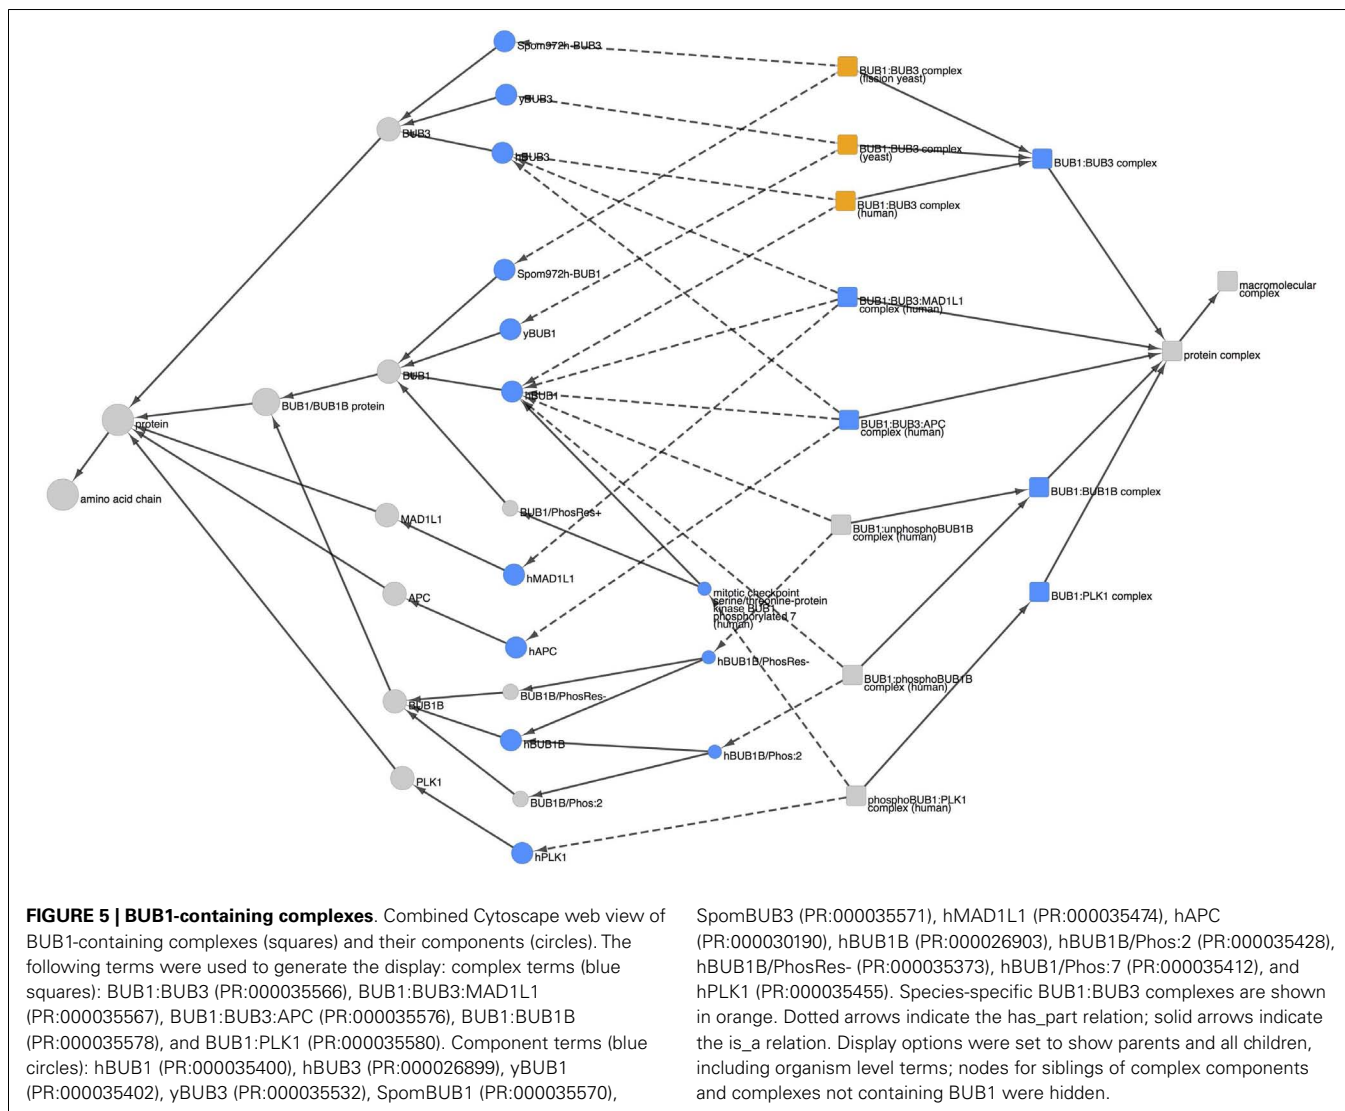 Spom972h-BUB3
BUB1:BUB3 complex
(fission yeast)
yBUB3
BUB3
BUB1:BUB3 complex
(yeast)
hBUB3
BUB1:BUB3 complex
BUB1:BUB3 complex
(human)
Spom972h-BUB1
macromolecular
complex
BUB1:BUB3:MAD1L1
complex (human)
yBUB1
protein complex
BUB1
hBUB1
BUB1/BUB1B protein
protein
BUB1:BUB3:APC
complex (human)
amino acid chain
BUB1:BUB1B complex
BUB1/PhosRes+
MAD1L1
BUB1:unphosphoBUB1B
complex (human)
hMAD1L1
APC
mitotic checkpoint
serine/threonine-protein
kinase BUB1
phosphorylated 7
(human)
BUB1:PLK1 complex
hAPC
hBUB1B/PhosRes-
BUB1:phosphoBUB1B
complex (human)
BUB1B/PhosRes-
BUB1B
hBUB1B
hBUB1B/Phos:2
PLK1
BUB1B/Phos:2
phosphoBUB1:PLK1
complex (human)
hPLK1
FIGURE 5 | BUB1-containing complexes. Combined Cytoscape web view of
BUB1-containing complexes (squares) and their components (circles). The
following terms were used to generate the display: complex terms (blue
squares): BUB1:BUB3 (PR:000035566), BUB1:BUB3:MAD1L1
(PR:000035567), BUB1:BUB3:APC (PR:000035576), BUB1:BUB1B
(PR:000035578), and BUB1:PLK1 (PR:000035580). Component terms (blue
circles): hBUB1 (PR:000035400), hBUB3 (PR:000026899), yBUB1
(PR:000035402), yBUB3 (PR:000035532), SpomBUB1 (PR:000035570),
SpomBUB3 (PR:000035571), hMAD1L1 (PR:000035474), hAPC
(PR:000030190), hBUB1B (PR:000026903), hBUB1B/Phos:2 (PR:000035428),
hBUB1B/PhosRes- (PR:000035373), hBUB1/Phos:7 (PR:000035412), and
hPLK1 (PR:000035455). Species-specific BUB1:BUB3 complexes are shown
in orange. Dotted arrows indicate the has_part relation; solid arrows indicate
the is_a relation. Display options were set to show parents and all children,
including organism level terms; nodes for siblings of complex components
and complexes not containing BUB1 were hidden.